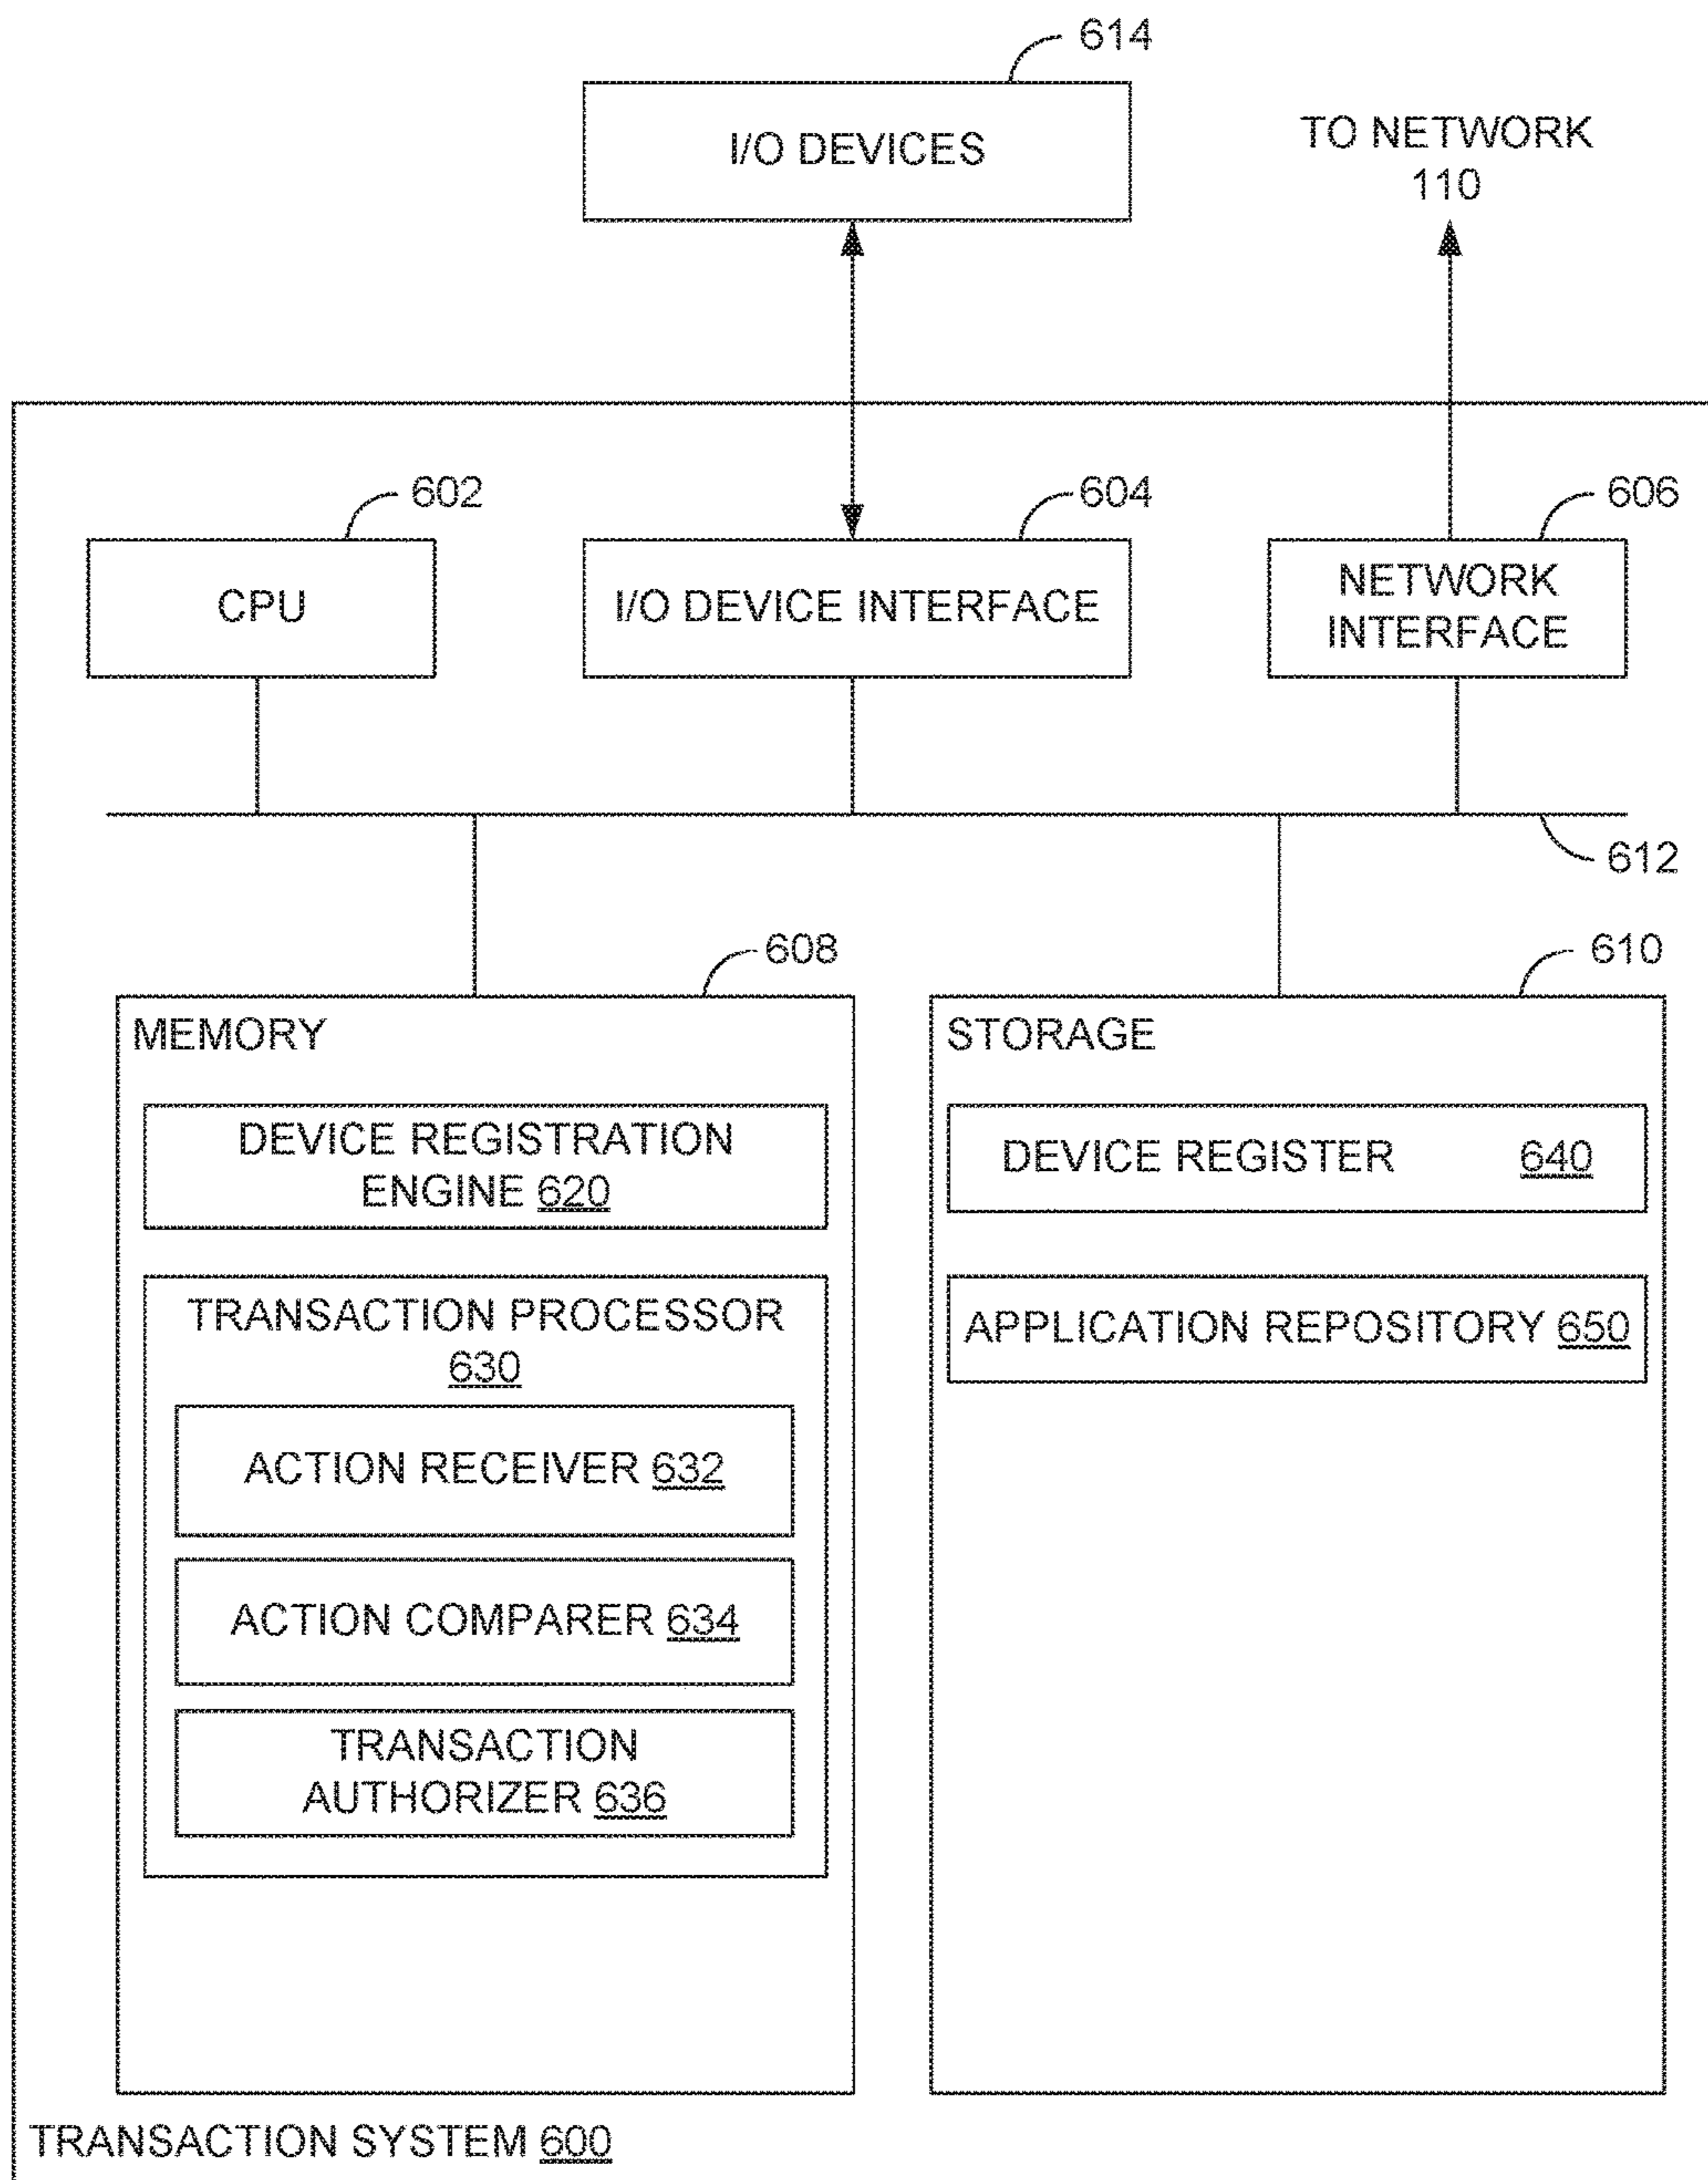 614
I/O DEVICES
TO NETWORK
110
602
604
606
CPU
I/O DEVICE INTERFACE
NETWORK
INTERFACE
612
608
610
MEMORY
STORAGE
DEVICE REGISTRATION
ENGINE 620
DEVICE REGISTER 640
TRANSACTION PROCESSOR
630
APPLICATION REPOSITORY 650
ACTION RECEIVER 632
ACTION COMPARER 634
TRANSACTION
AUTHORIZER 636
TRANSACTION SYSTEM 600